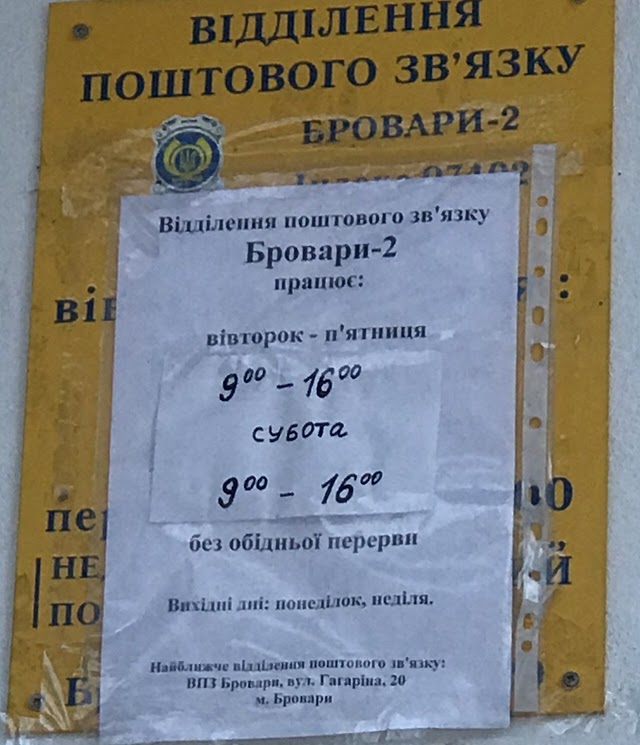 ВІДДІЛЕННЯ
ПОШТОВОГО ЗВ'ЯЗКУ
БРОВАРИ-2
Відділення поштового зв'язку
Бровари-2
працює:
вівторок - п'ятниця
9⁰⁰ - 16⁰⁰
СУБОТА
9⁰⁰ - 16⁰⁰
без обідньої перерви
Вихідні дні: понеділок, неділя.
Найближче відділення поштового зв'язку:
ВПЗ Бровари, вул. Гагаріна, 20
м. Бровари